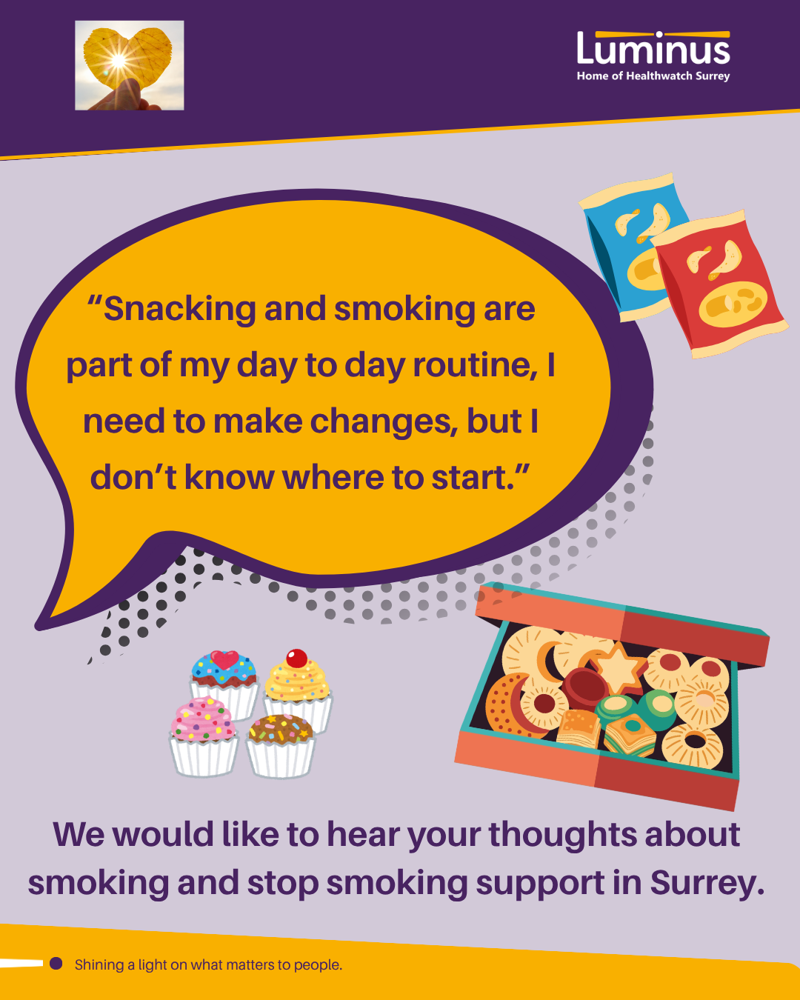 Luminus
Home of Healthwatch Surrey
“Snacking and smoking are
part of my day to day routine, I
need to make changes, but I
don’t know where to start.”
We would like to hear your thoughts about
smoking and stop smoking support in Surrey.
Shining a light on what matters to people.